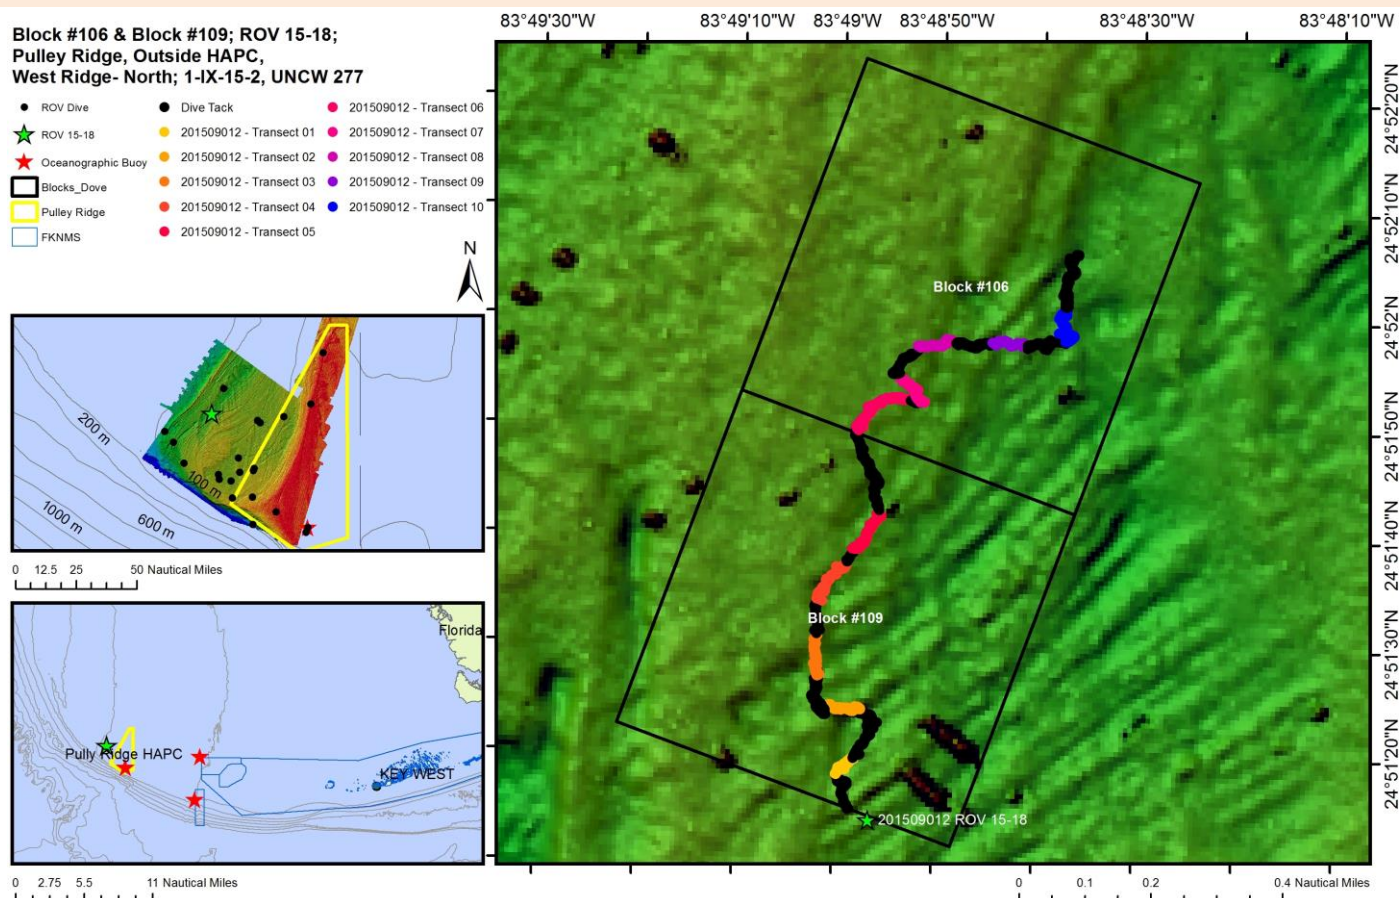 Block #106 & Block #109; ROV 15-18;
Pulley Ridge, Outside HAPC,
West Ridge- North; 1-IX-15-2, UNCW 277
ROV Dive
ROV 15-18
Oceanographic Buoy
Blocks_Dove
Pulley Ridge
FKNMS
Dive Tack
201509012 - Transect 01
201509012 - Transect 02
201509012 - Transect 03
201509012 - Transect 04
201509012 - Transect 05
201509012 - Transect 06
201509012 - Transect 07
201509012 - Transect 08
201509012 - Transect 09
201509012 - Transect 10
N
200 m
100 m
600 m
1000 m
0 12.5 25 50 Nautical Miles
Florida
Pully Ridge HAPC
KEY WEST
0 2.75 5.5 11 Nautical Miles
83°49'30"W 83°49'10"W 83°49'W 83°48'50"W 83°48'30"W 83°48'10"W
24°52'20"N
24°52'10"N
24°52'N
24°51'50"N
24°51'40"N
24°51'30"N
24°51'20"N
Block #106
Block #109
201509012 ROV 15-18
0 0.1 0.2 0.4 Nautical Miles